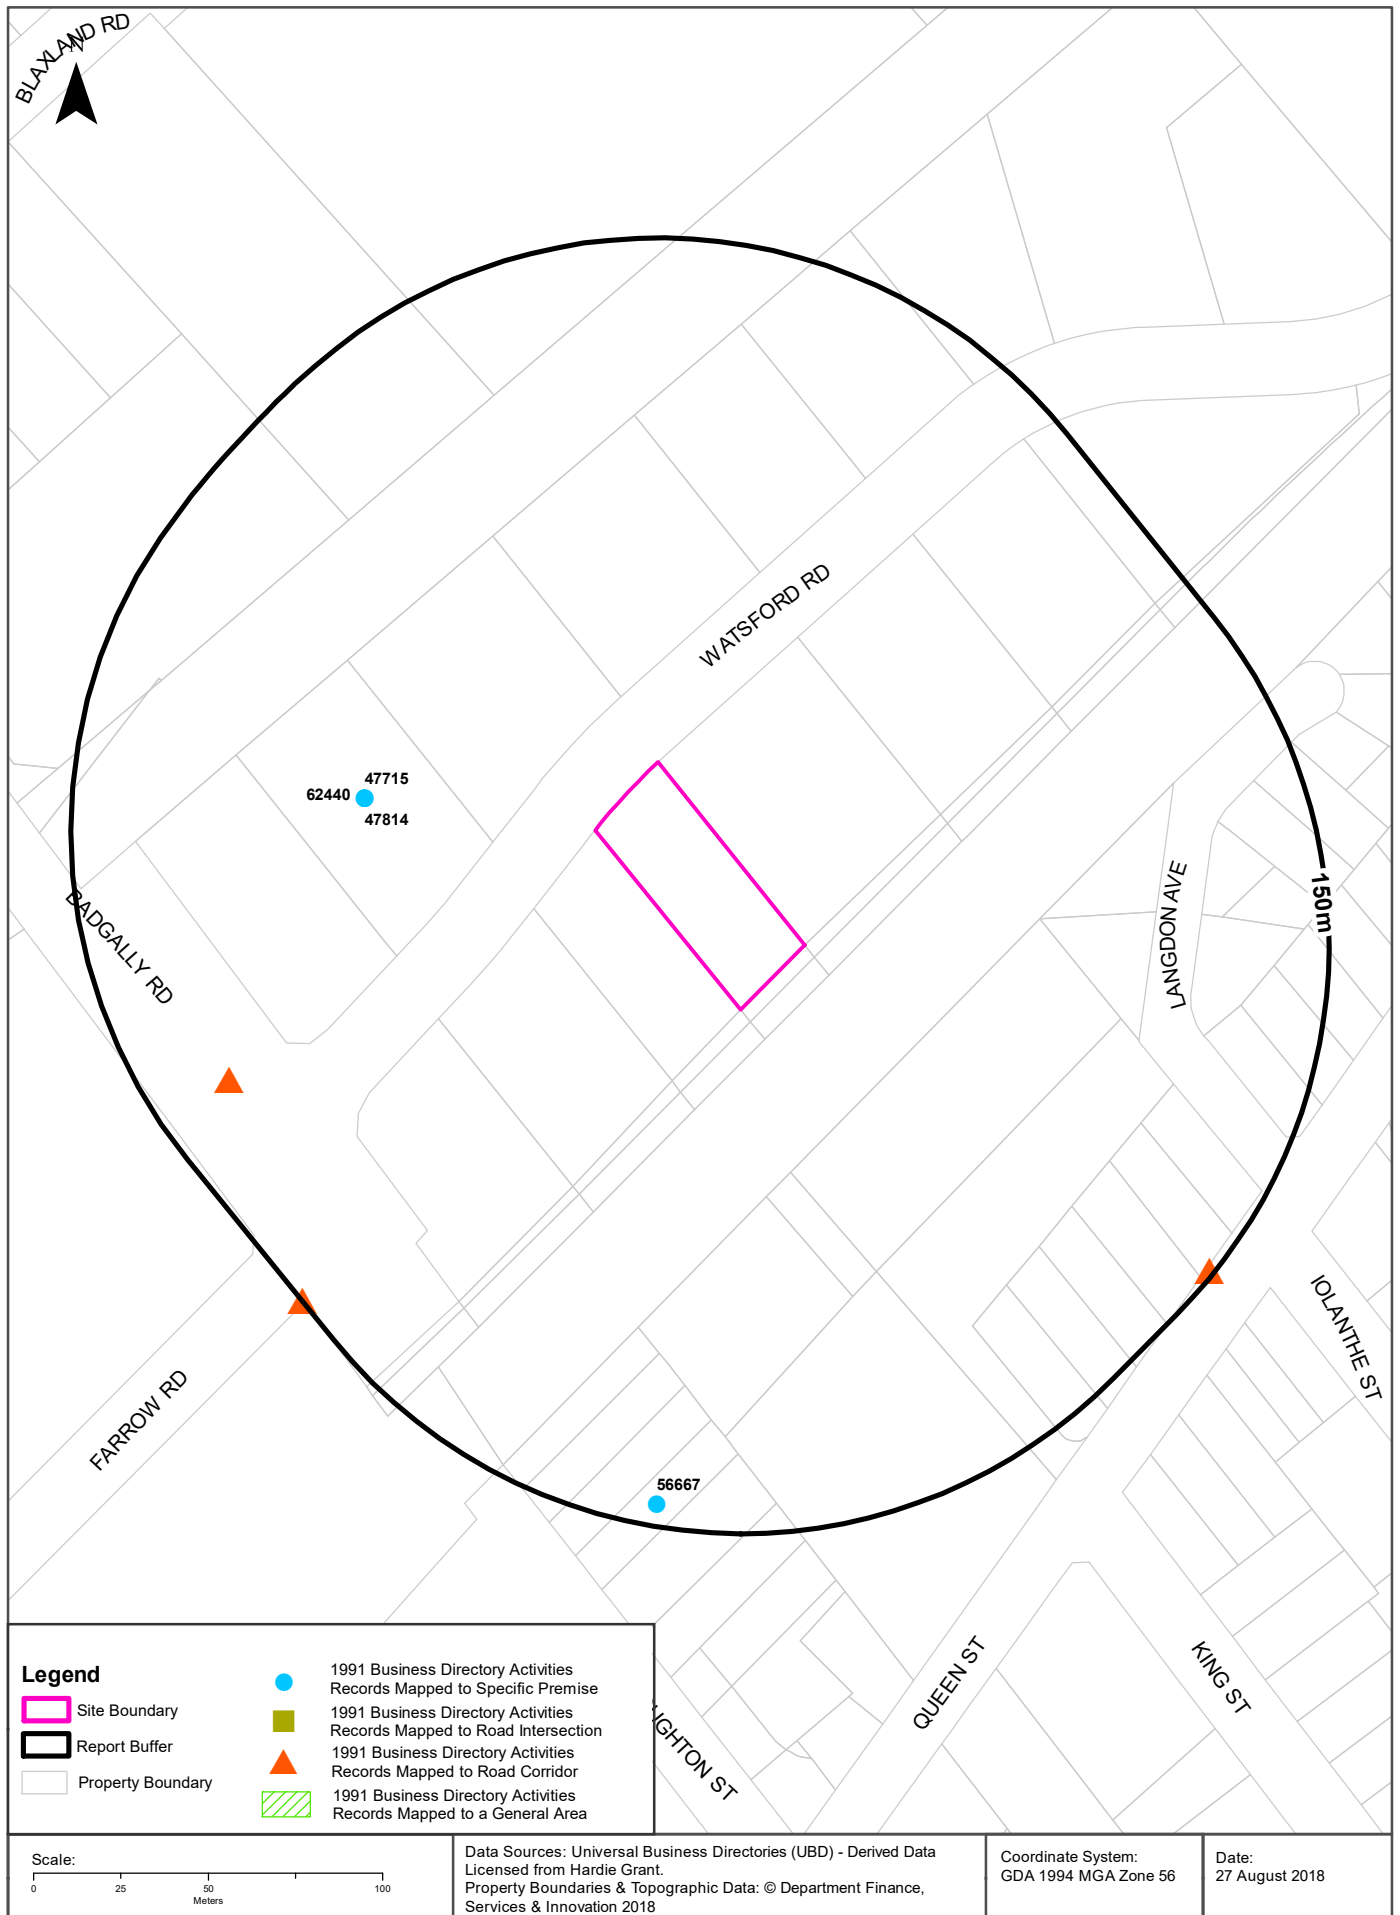 BLAXLAND RD
N
WATSFORD RD
47715
62440
47814
BADGALLY RD
LANGDON AVE
150m
IOLANTHE ST
FARROW RD
56667
QUEEN ST
KING ST
IGHTON ST
Legend
Site Boundary
Report Buffer
Property Boundary
1991 Business Directory Activities
Records Mapped to Specific Premise
1991 Business Directory Activities
Records Mapped to Road Intersection
1991 Business Directory Activities
Records Mapped to Road Corridor
1991 Business Directory Activities
Records Mapped to a General Area
Scale:
0 25 50 100
Meters
Data Sources: Universal Business Directories (UBD) - Derived Data
Licensed from Hardie Grant.
Property Boundaries & Topographic Data: © Department Finance,
Services & Innovation 2018
Coordinate System:
GDA 1994 MGA Zone 56
Date:
27 August 2018